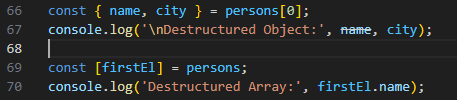 66 const { name, city } = persons[0];
67 console.log('\nDestructured Object:', name, city);
68
69 const [firstEl] = persons;
70 console.log('Destructured Array:', firstEl.name);